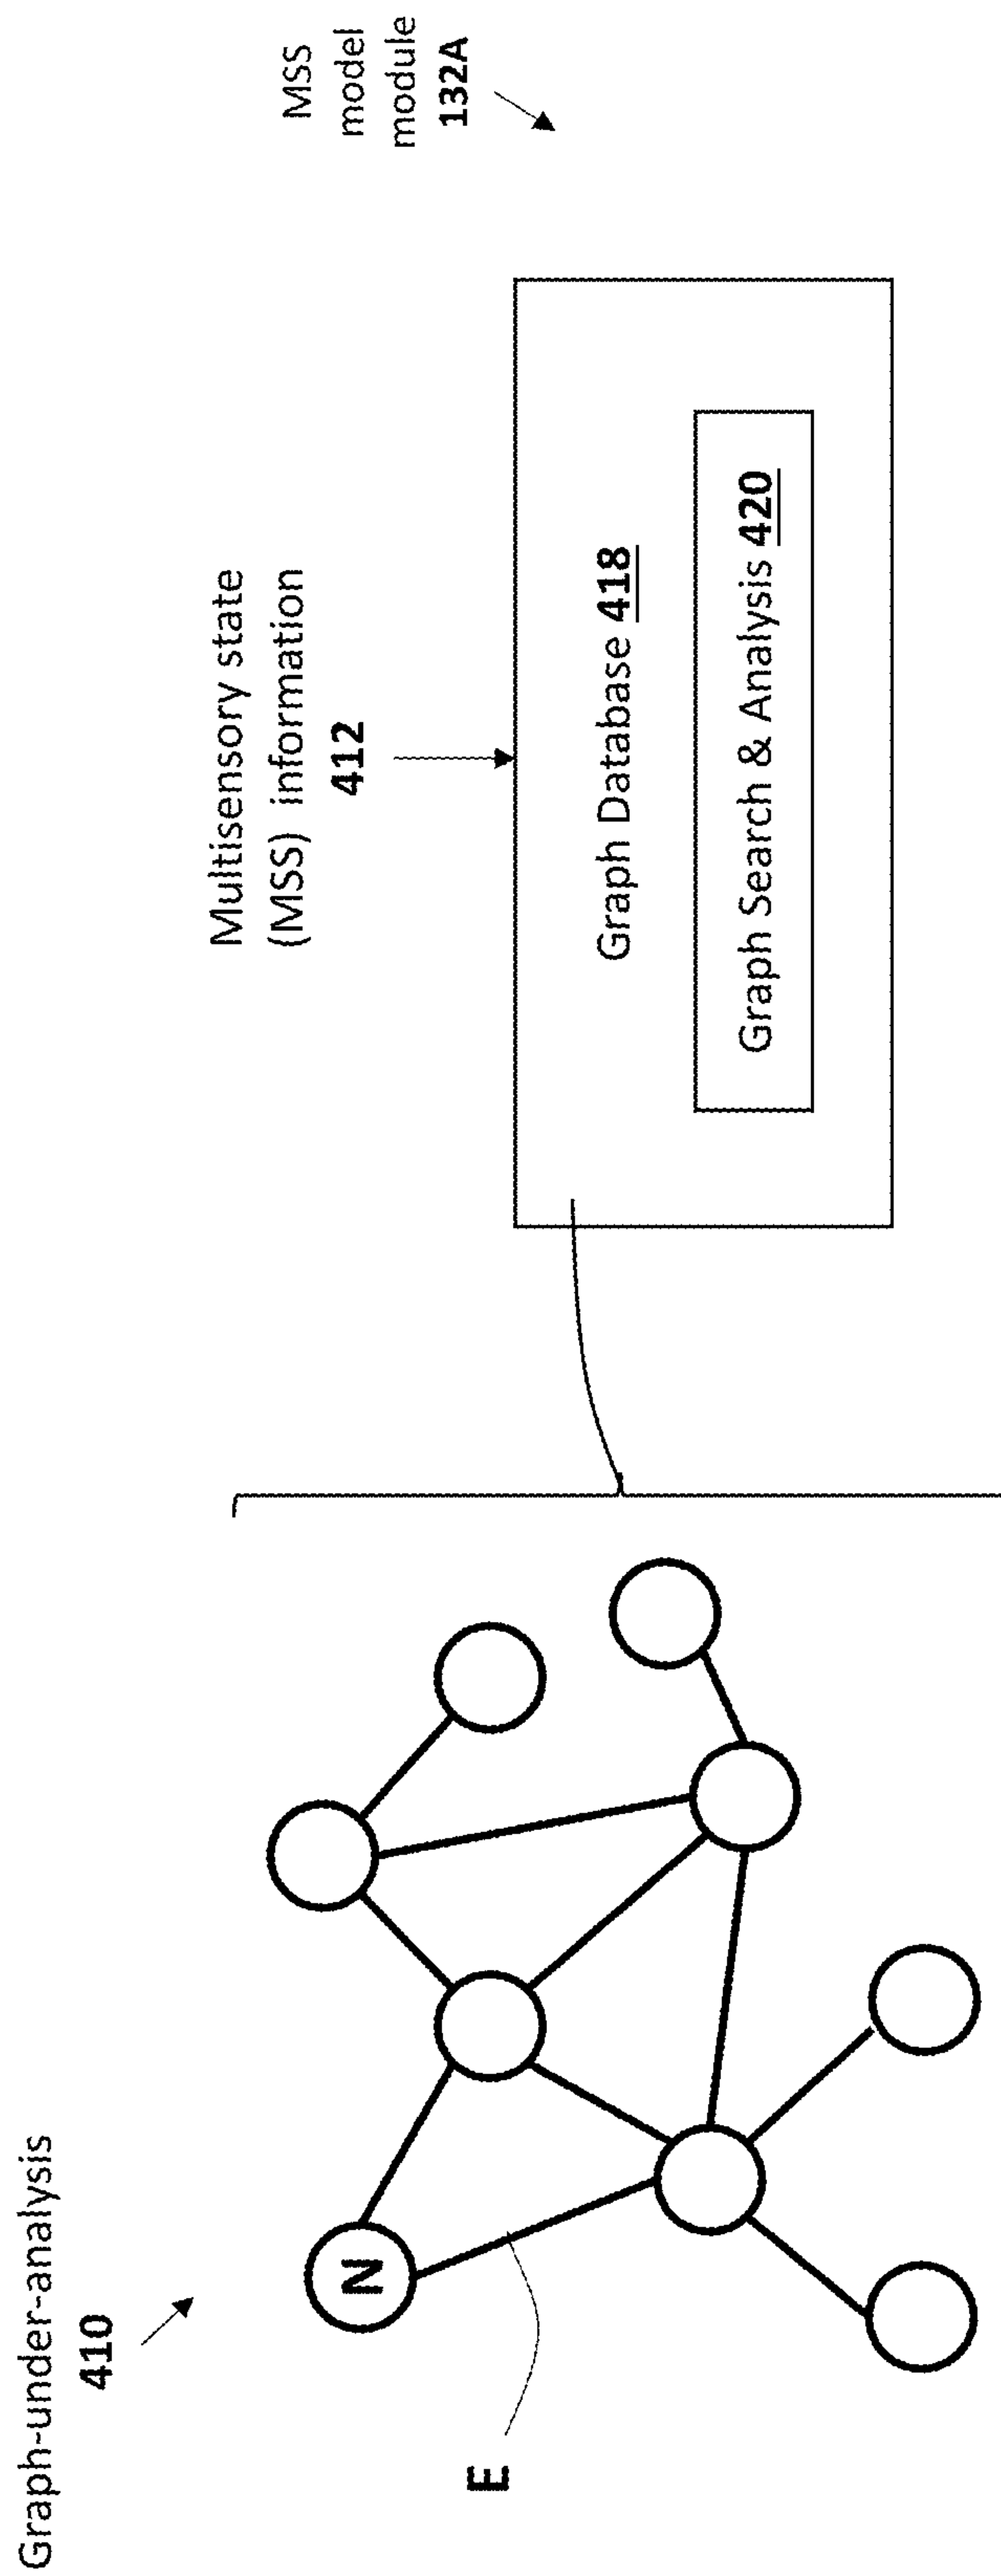 Graph-under-analysis
410
N
E
Multisensory state
(MSS) information
412
Graph Database 418
Graph Search & Analysis 420
MSS
model
module
132A